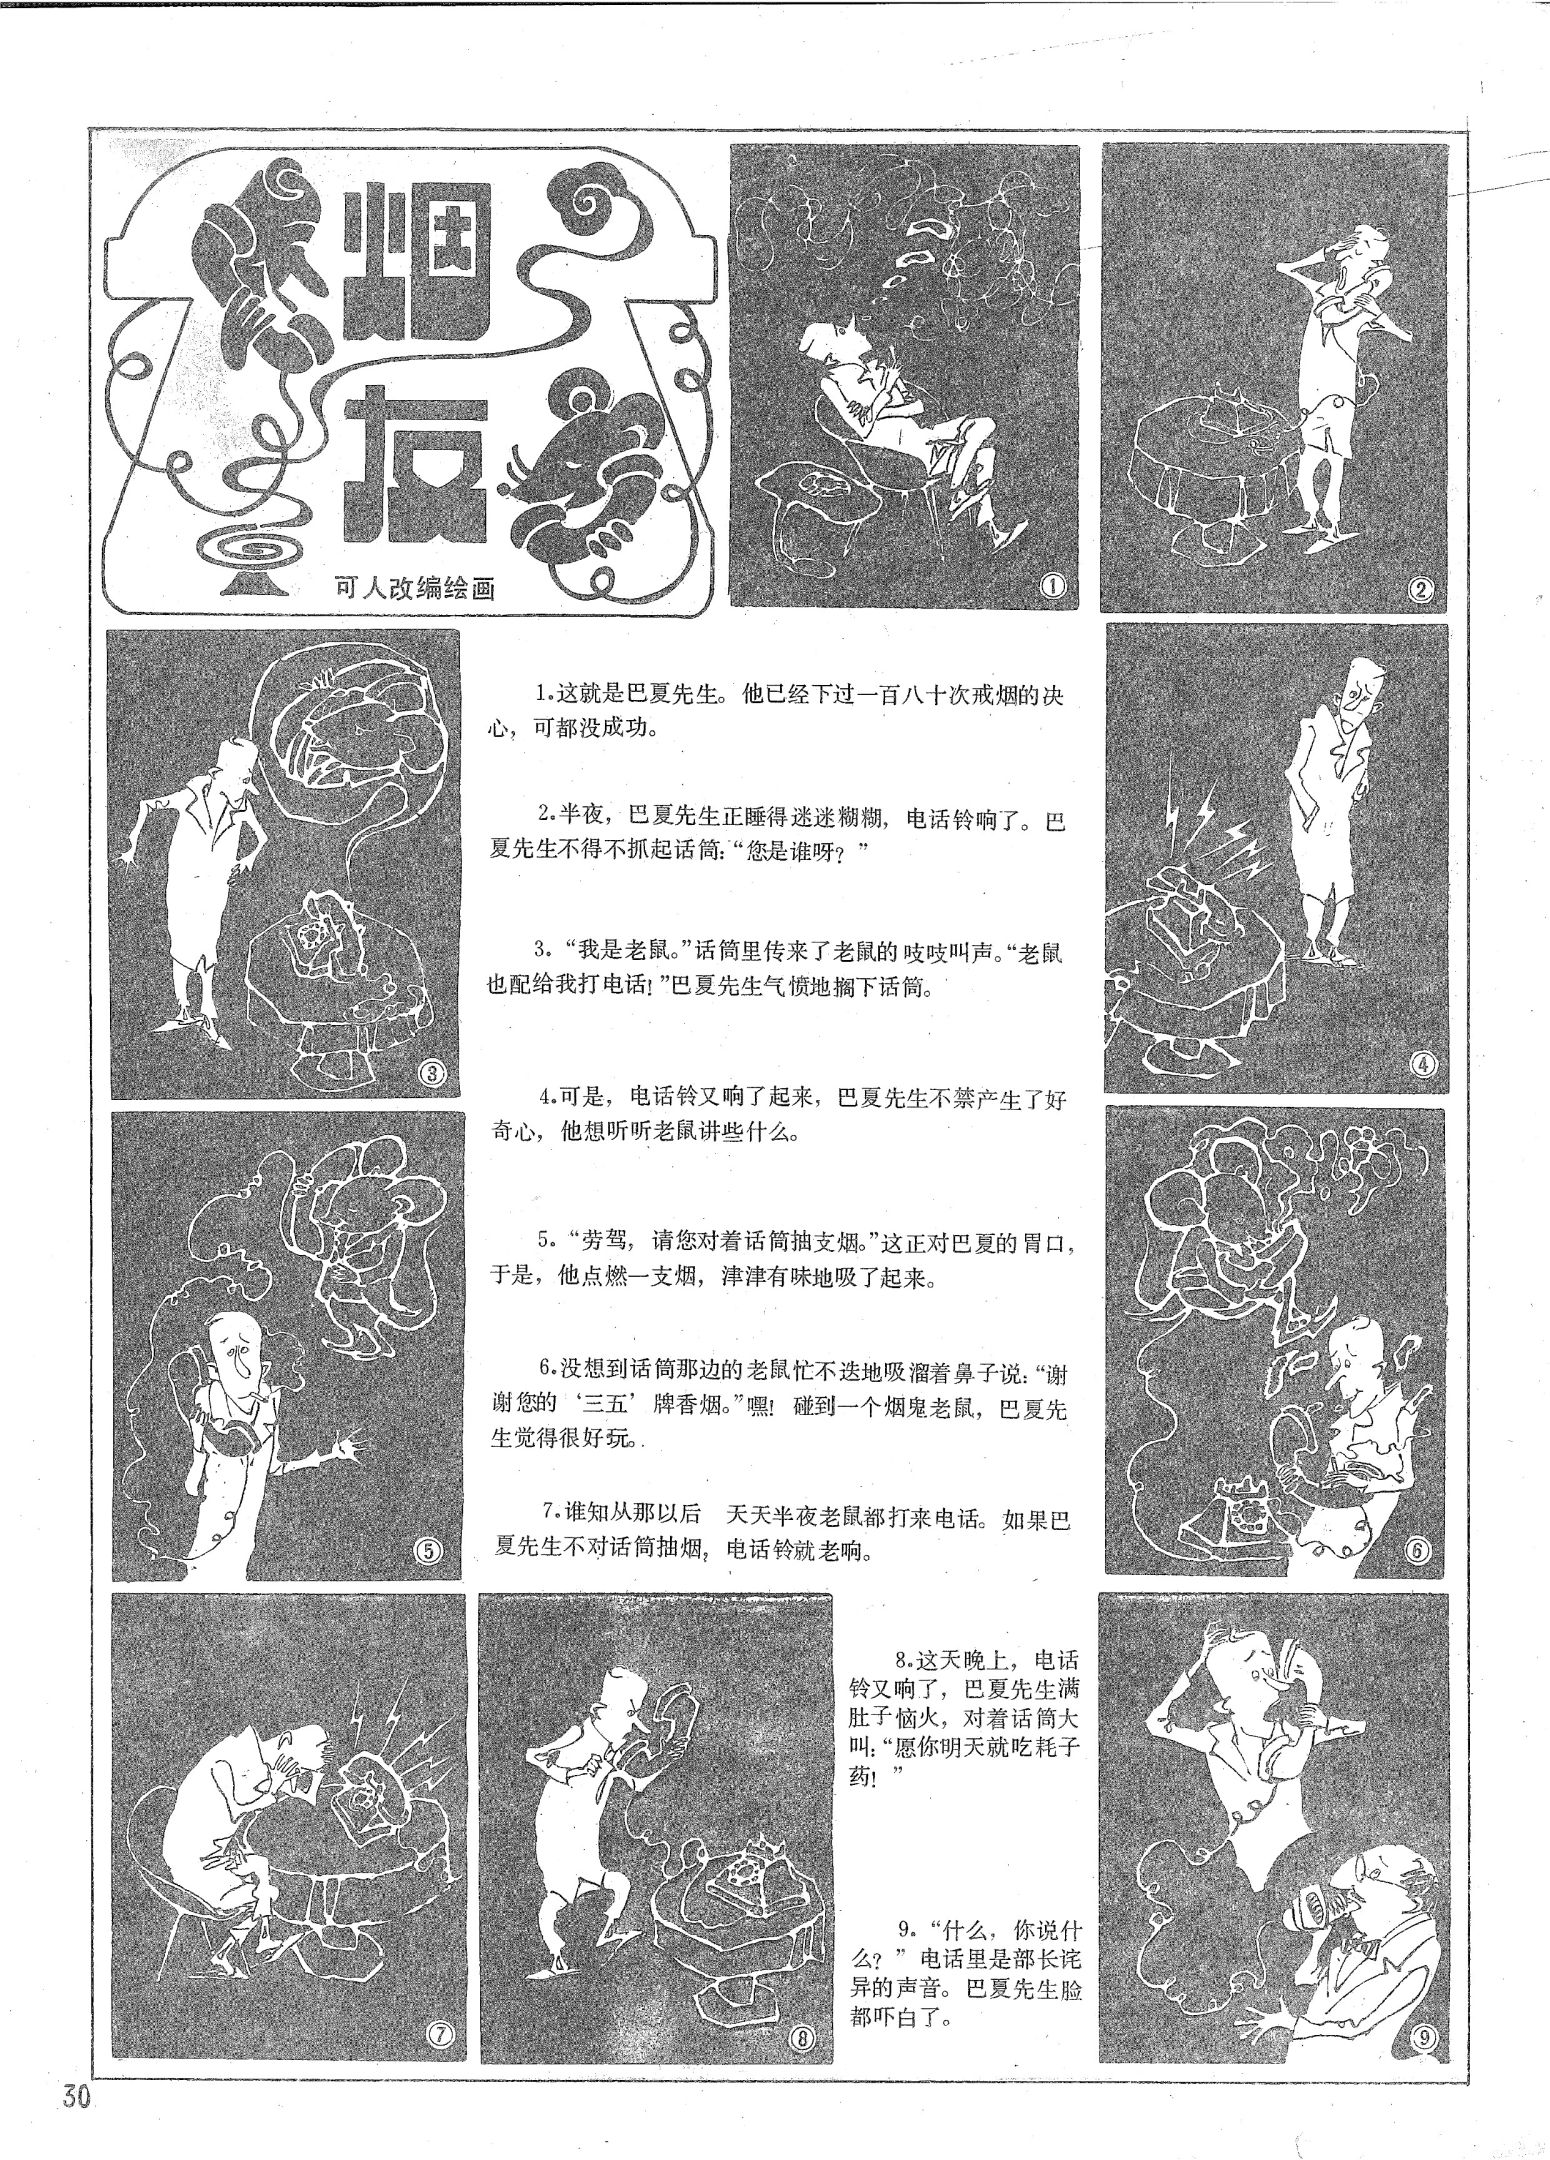 烟
友
可人改编绘画
①
②
③
1.这就是巴夏先生。他已经下过一百八十次戒烟的决
心，可都没成功。
2.半夜，巴夏先生正睡得迷迷糊糊，电话铃响了。巴
夏先生不得不抓起话筒：“您是谁呀？”
3.“我是老鼠。”话筒里传来了老鼠的吱吱叫声。“老鼠
也配给我打电话！”巴夏先生气愤地搁下话筒。
4.可是，电话铃又响了起来，巴夏先生不禁产生了好
奇心，他想听听老鼠讲些什么。
5.“劳驾，请您对着话筒抽支烟。”这正对巴夏的胃口，
于是，他点燃一支烟，津津有味地吸了起来。
6.没想到话筒那边的老鼠忙不迭地吸溜着鼻子说：“谢
谢您的‘三五’牌香烟。”嘿！碰到一个烟鬼老鼠，巴夏先
生觉得很好玩。
7.谁知从那以后 天天半夜老鼠都打来电话。如果巴
夏先生不对话筒抽烟，电话铃就老响。
④
⑤
⑥
⑦
⑧
8.这天晚上，电话
铃又响了，巴夏先生满
肚子恼火，对着话筒大
叫：“愿你明天就吃耗子
药！”
9.“什么，你说什
么？”电话里是部长诧
异的声音。巴夏先生脸
都吓白了。
⑨
30